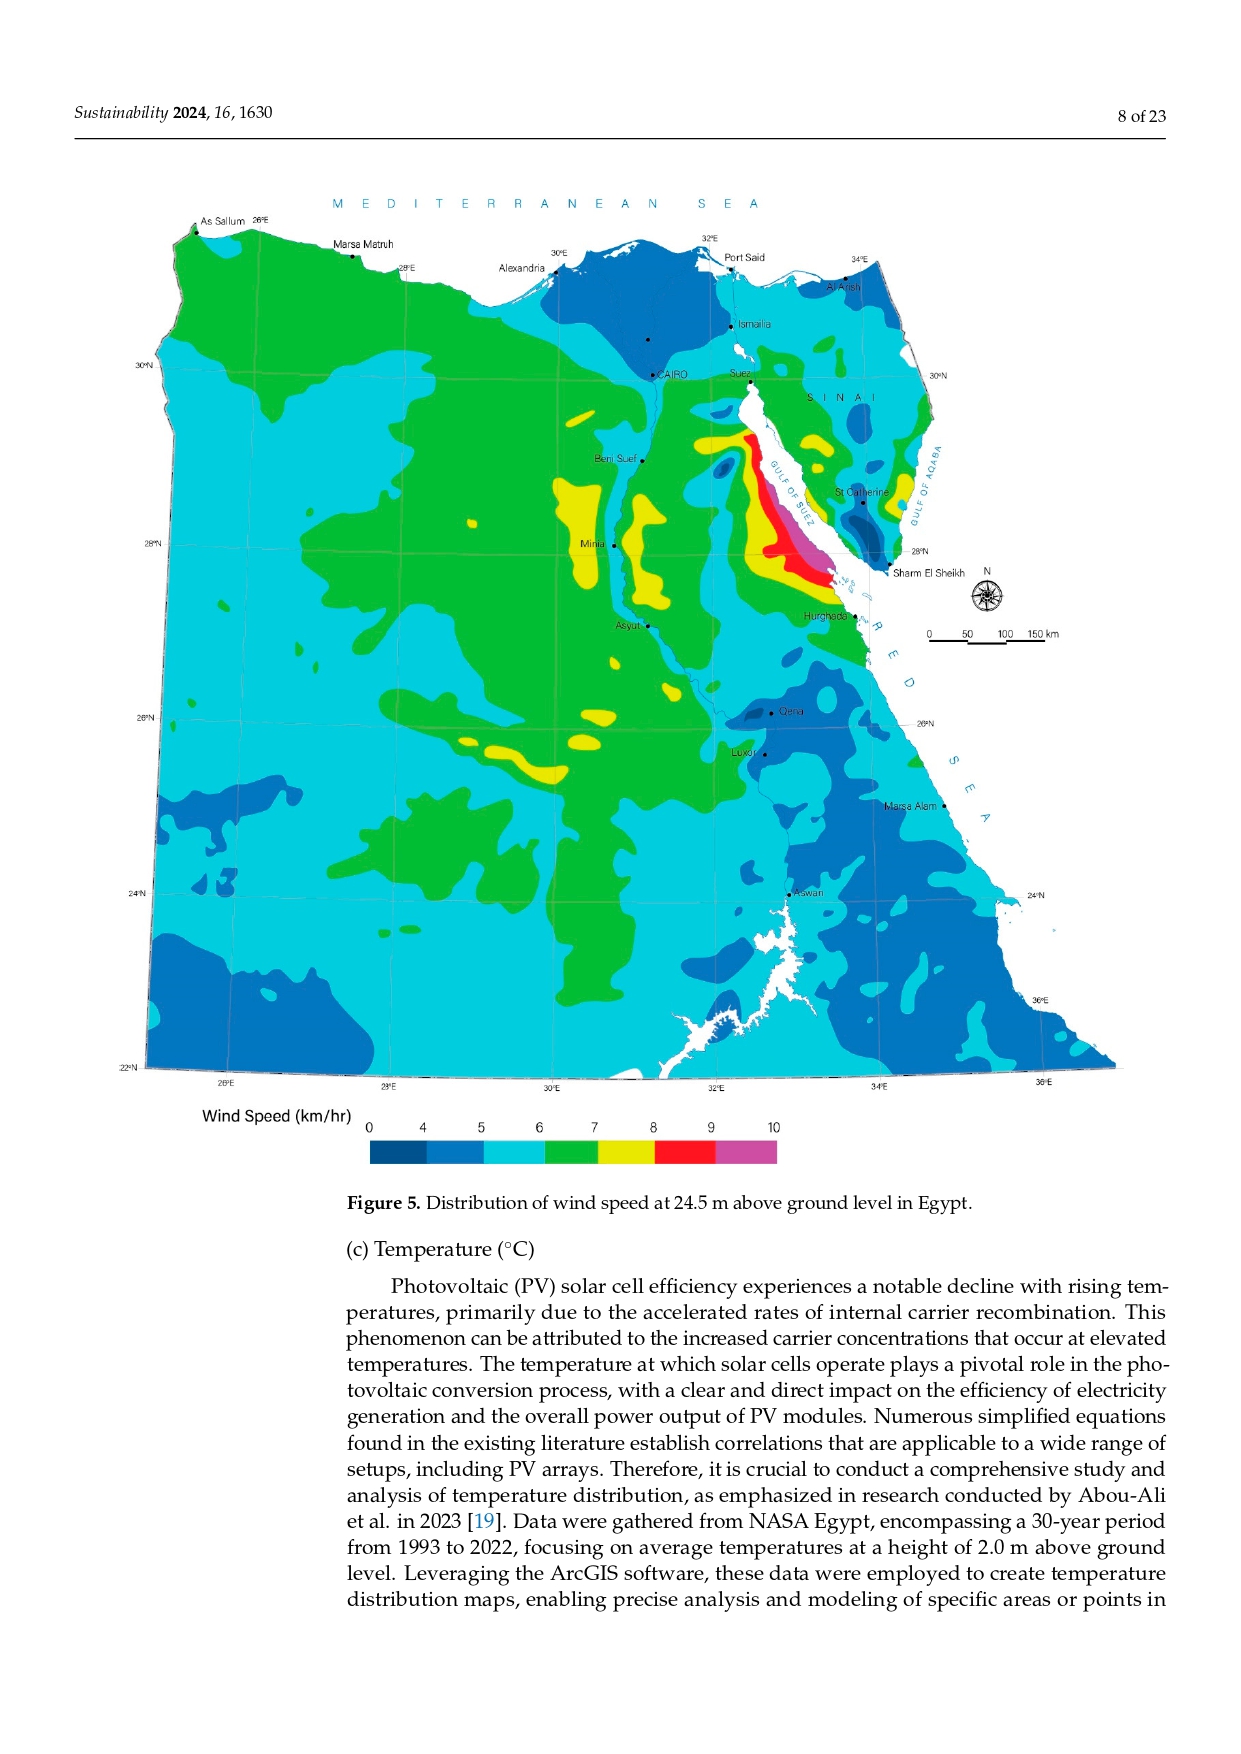 Sustainability 2024, 16, 1630
8 of 23
MEDITERRANEAN SEA
As Sallum
26°E
Marsa Matruh
28°E
Alexandria
30°E
32°E
Port Said
34°E
Al Arish
Ismailia
30°N
CAIRO
Suez
30°N
SINAI
Beni Suef
GULF OF SUEZ
GULF OF AQABA
St Catherine
28°N
Minia
28°N
Sharm El Sheikh
N
Asyut
Hurghada
0 50 100 150 km
RED SEA
26°N
Qena
26°N
Luxor
Marsa Alam
24°N
Aswan
24°N
36°E
22°N
26°E
28°E
30°E
32°E
34°E
36°E
Wind Speed (km/hr)
0 4 5 6 7 8 9 10
Figure 5. Distribution of wind speed at 24.5 m above ground level in Egypt.
(c) Temperature (°C)
Photovoltaic (PV) solar cell efficiency experiences a notable decline with rising tem-
peratures, primarily due to the accelerated rates of internal carrier recombination. This
phenomenon can be attributed to the increased carrier concentrations that occur at elevated
temperatures. The temperature at which solar cells operate plays a pivotal role in the pho-
tovoltaic conversion process, with a clear and direct impact on the efficiency of electricity
generation and the overall power output of PV modules. Numerous simplified equations
found in the existing literature establish correlations that are applicable to a wide range of
setups, including PV arrays. Therefore, it is crucial to conduct a comprehensive study and
analysis of temperature distribution, as emphasized in research conducted by Abou-Ali
et al. in 2023 [19]. Data were gathered from NASA Egypt, encompassing a 30-year period
from 1993 to 2022, focusing on average temperatures at a height of 2.0 m above ground
level. Leveraging the ArcGIS software, these data were employed to create temperature
distribution maps, enabling precise analysis and modeling of specific areas or points in